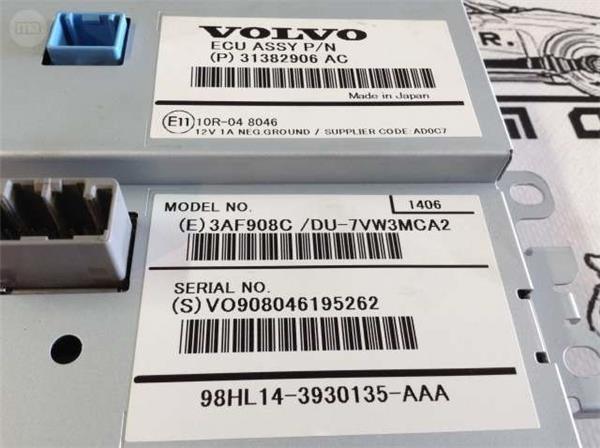 VOLVO
ECU ASSY P/N
(P) 31382906 AC
Made in Japan
E11 10R-04 8046
12V 1A NEG.GROUND / SUPPLIER CODE: AD0C7
MODEL NO. 1406
(E)3AF908C /DU-7VW3MCA2
SERIAL NO.
(S)VO908046195262
98HL14-3930135-AAA